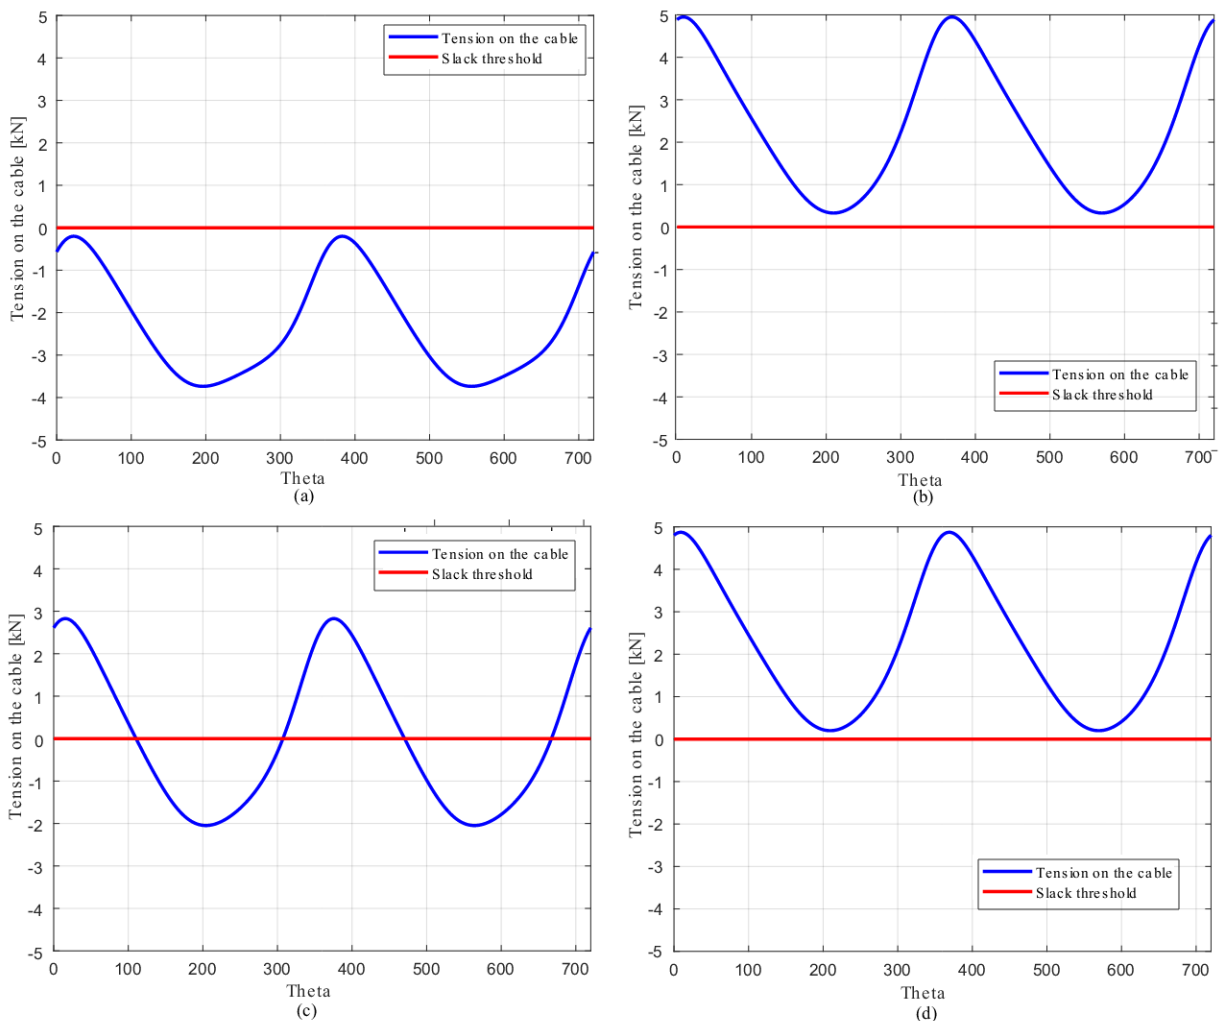 5
4
3
2
1
0
-1
-2
-3
-4
-5
0 100 200 300 400 500 600 700
Tension on the cable [kN]
Tension on the cable
Slack threshold
Theta
(a)
5
4
3
2
1
0
-1
-2
-3
-4
-5
0 100 200 300 400 500 600 700
Tension on the cable [kN]
Tension on the cable
Slack threshold
Theta
(b)
5
4
3
2
1
0
-1
-2
-3
-4
-5
0 100 200 300 400 500 600 700
Tension on the cable [kN]
Tension on the cable
Slack threshold
Theta
(c)
5
4
3
2
1
0
-1
-2
-3
-4
-5
0 100 200 300 400 500 600 700
Tension on the cable [kN]
Tension on the cable
Slack threshold
Theta
(d)